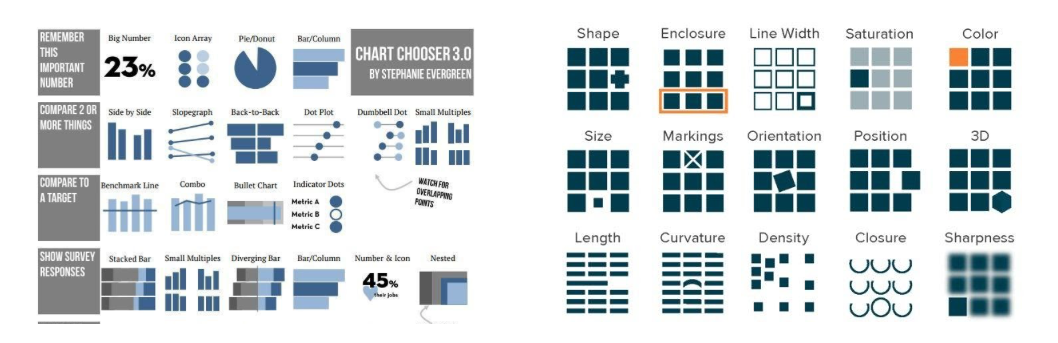 REMEMBER
THIS
IMPORTANT
NUMBER
Big Number
Icon Array
Pie/Donut
Bar/Column
23%
CHART CHOOSER 3.0
BY STEPHANIE EVERGREEN
COMPARE 2 OR
MORE THINGS
Side by Side
Slopegraph
Back-to-Back
Dot Plot
Dumbbell Dot
Small Multiples
COMPARE TO
A TARGET
Benchmark Line
Combo
Bullet Chart
Indicator Dots
Metric A
Metric B
Metric C
WATCH FOR
OVERLAPPING
POINTS
SHOW SURVEY
RESPONSES
Stacked Bar
Small Multiples
Diverging Bar
Bar/Column
Number & Icon
Nested
45%
their jobs
Shape
Enclosure
Line Width
Saturation
Color
Size
Markings
Orientation
Position
3D
Length
Curvature
Density
Closure
Sharpness